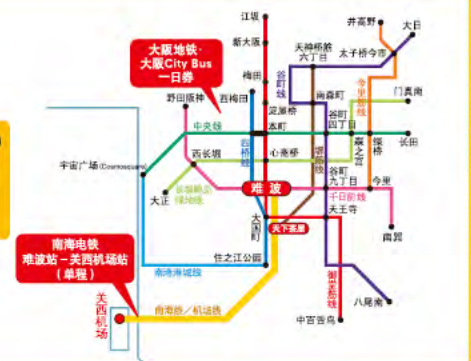 江坂
新大阪
梅田
西梅田
淀屋桥
本町
心斋桥
难波
大国町
天下茶屋
住之江公园
大阪地铁·
大阪City Bus
一日券
野田阪神
中央线
西长堀
宇宙广场(Cosmosquare)
大正
四桥线
天神桥筋
六丁目
南森町
谷町线
谷町
四丁目
谷町
九丁目
天王寺
千日前线
井高野
大日
太子桥今市
今里筋线
门真南
森之宫
绿桥
长田
今里
南巽
八尾南
御堂筋线
中百舌鸟
南港港城线
南海线/机场线
南海电铁
难波站－关西机场站
(单程)
关西机场